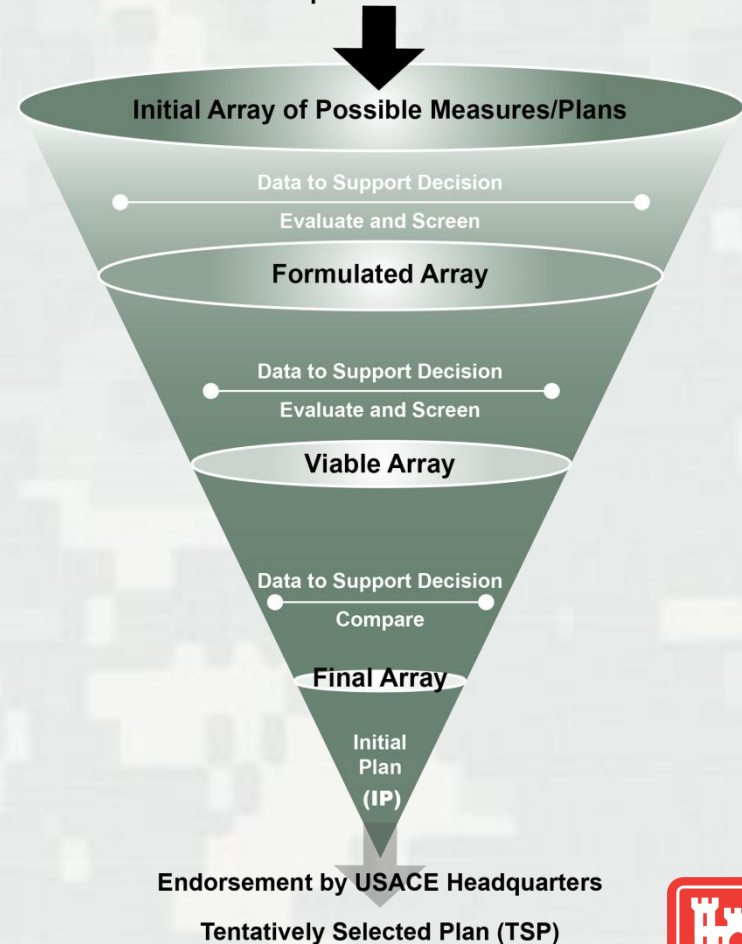 Initial Array of Possible Measures/Plans
Data to Support Decision
Evaluate and Screen
Formulated Array
Data to Support Decision
Evaluate and Screen
Viable Array
Data to Support Decision
Compare
Final Array
Initial
Plan
(IP)
Endorsement by USACE Headquarters
Tentatively Selected Plan (TSP)